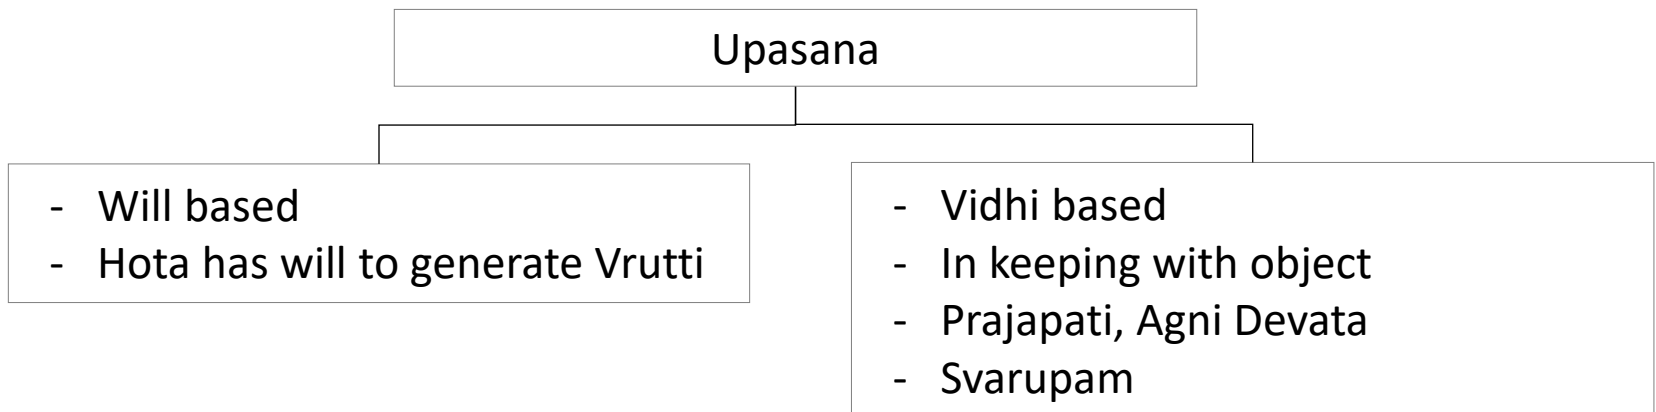 Upasana
- Will based
- Hota has will to generate Vrutti
- Vidhi based
- In keeping with object
- Prajapati, Agni Devata
- Svarupam